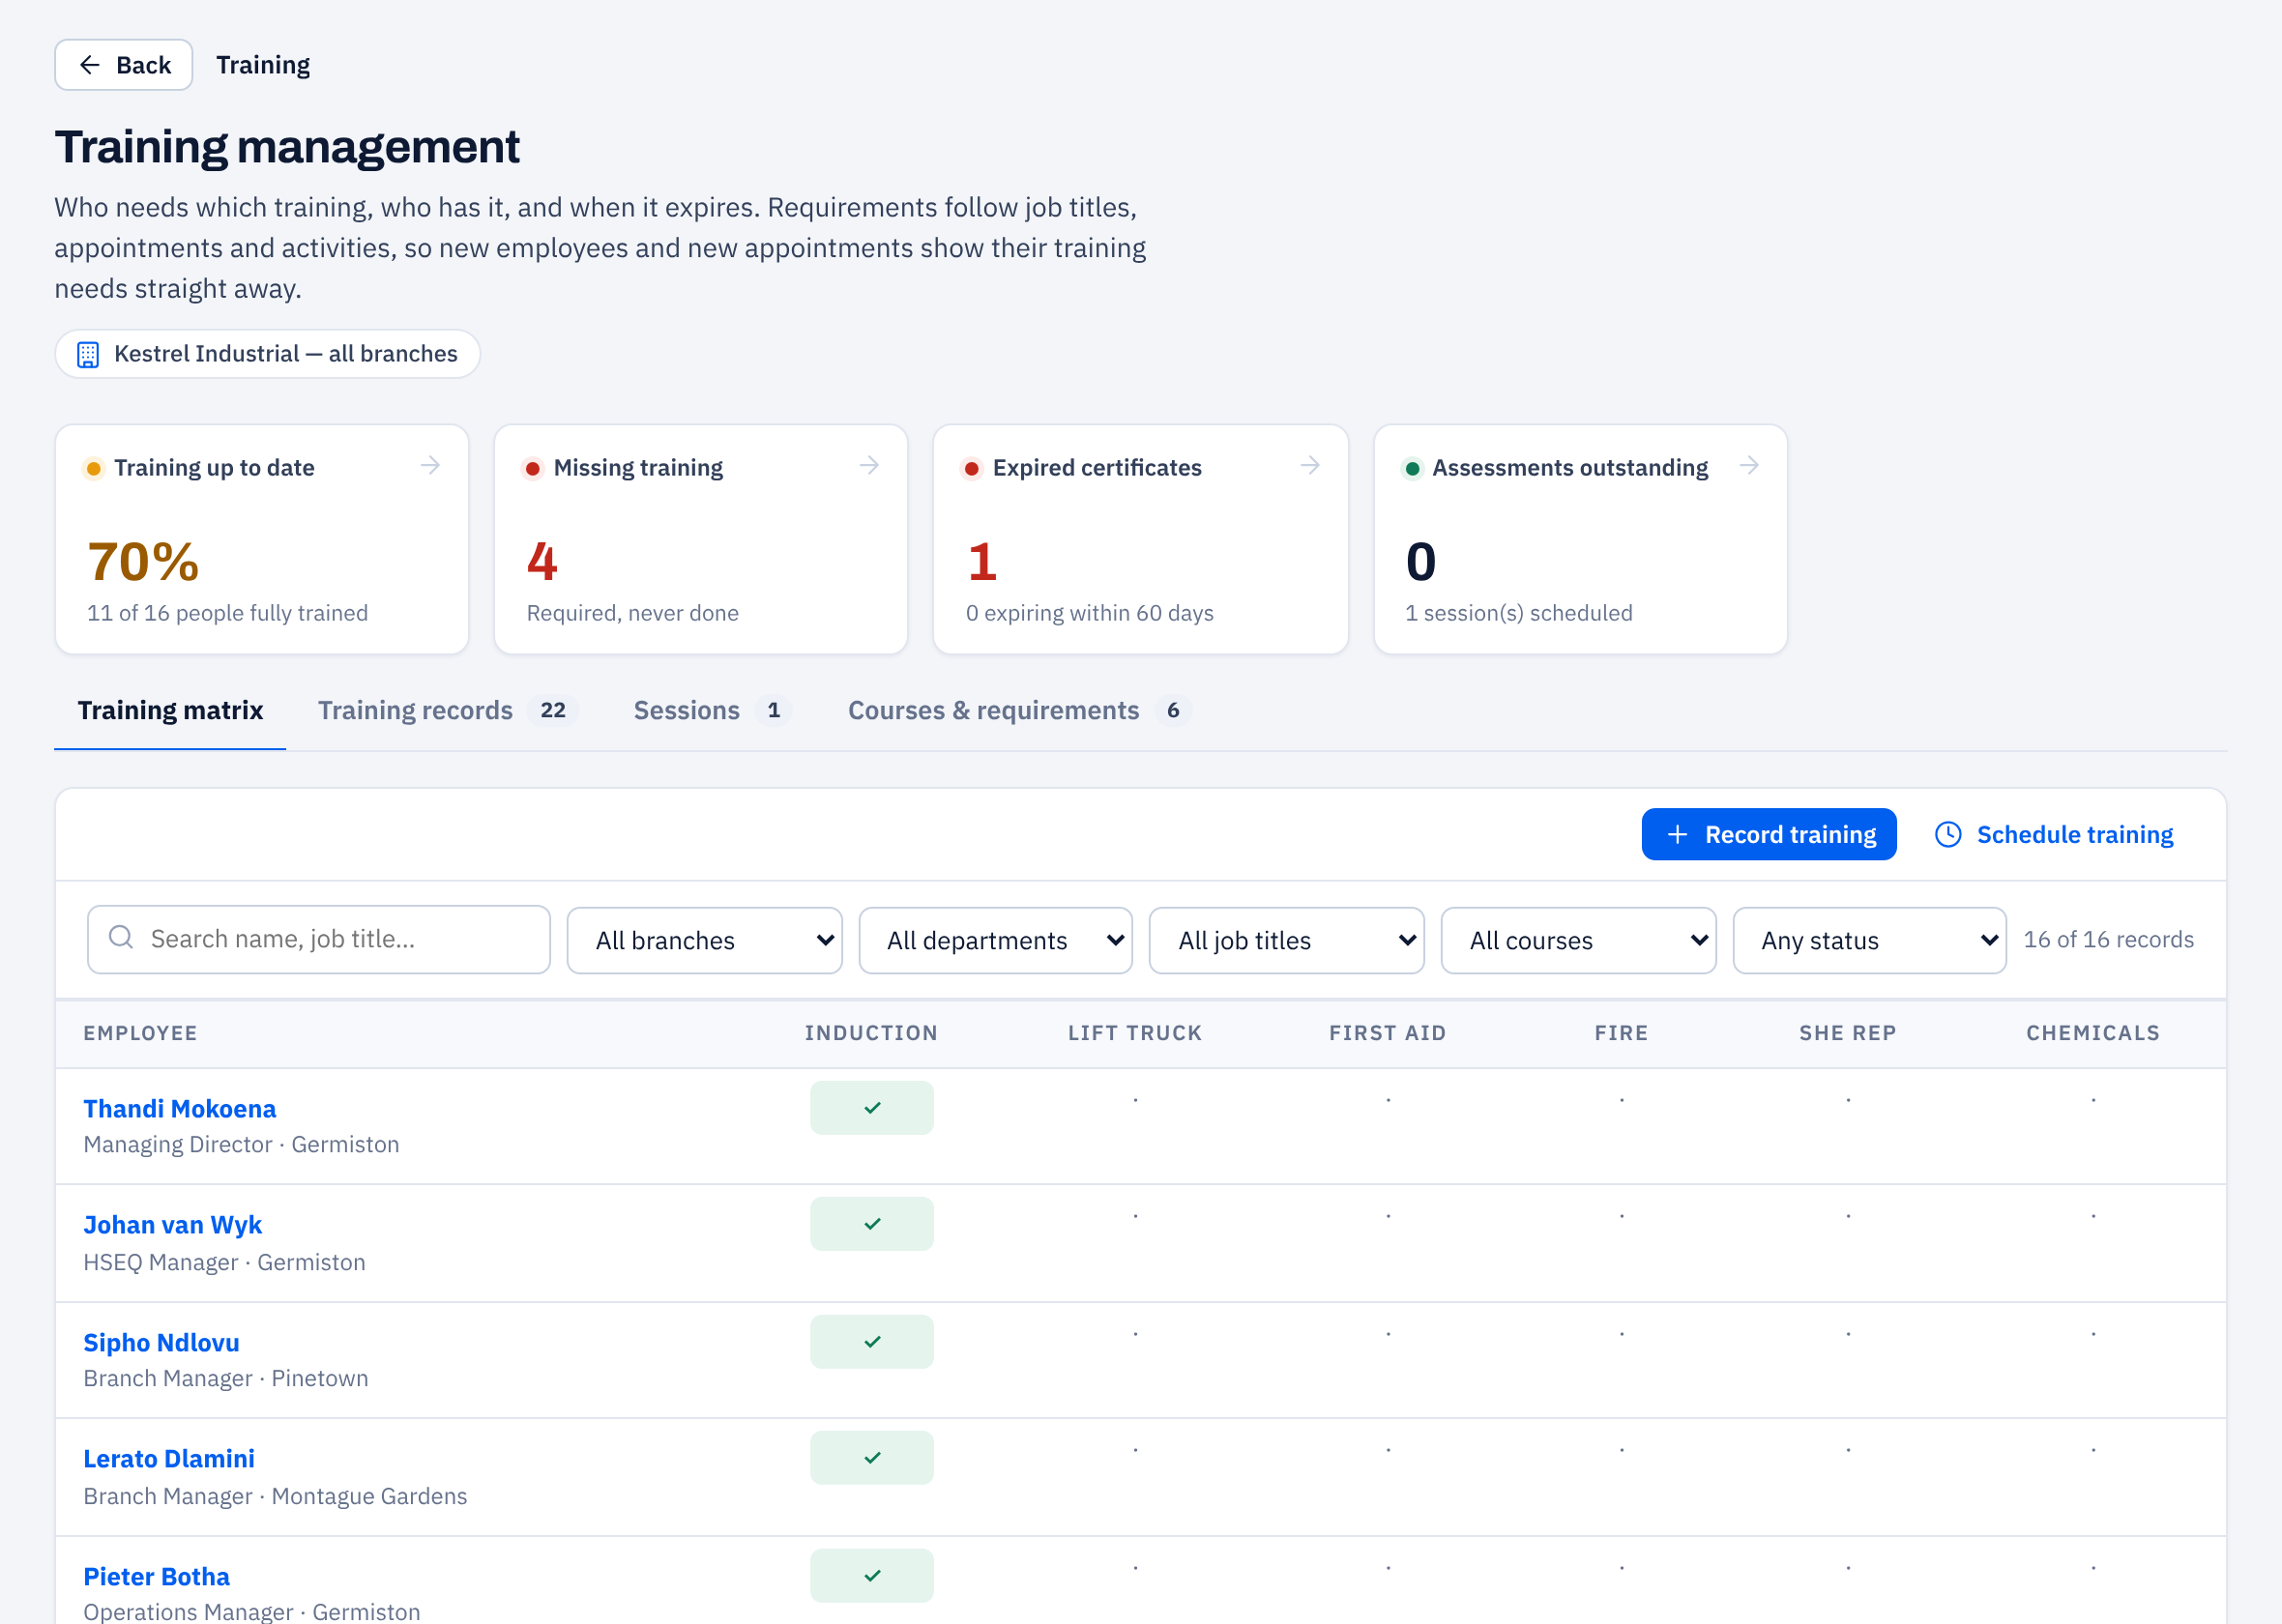 Back Training
Training management
Who needs which training, who has it, and when it expires. Requirements follow job titles,
appointments and activities, so new employees and new appointments show their training
needs straight away.
Kestrel Industrial — all branches
Training up to date
70%
11 of 16 people fully trained
Missing training
4
Required, never done
Expired certificates
1
0 expiring within 60 days
Assessments outstanding
0
1 session(s) scheduled
Training matrix Training records 22 Sessions 1 Courses & requirements 6
Record training Schedule training
Search name, job title... All branches All departments All job titles All courses Any status 16 of 16 records
EMPLOYEE INDUCTION LIFT TRUCK FIRST AID FIRE SHE REP CHEMICALS
Thandi Mokoena ✓ · · · · ·
Managing Director · Germiston
Johan van Wyk ✓ · · · · ·
HSEQ Manager · Germiston
Sipho Ndlovu ✓ · · · · ·
Branch Manager · Pinetown
Lerato Dlamini ✓ · · · · ·
Branch Manager · Montague Gardens
Pieter Botha ✓ · · · · ·
Operations Manager · Germiston